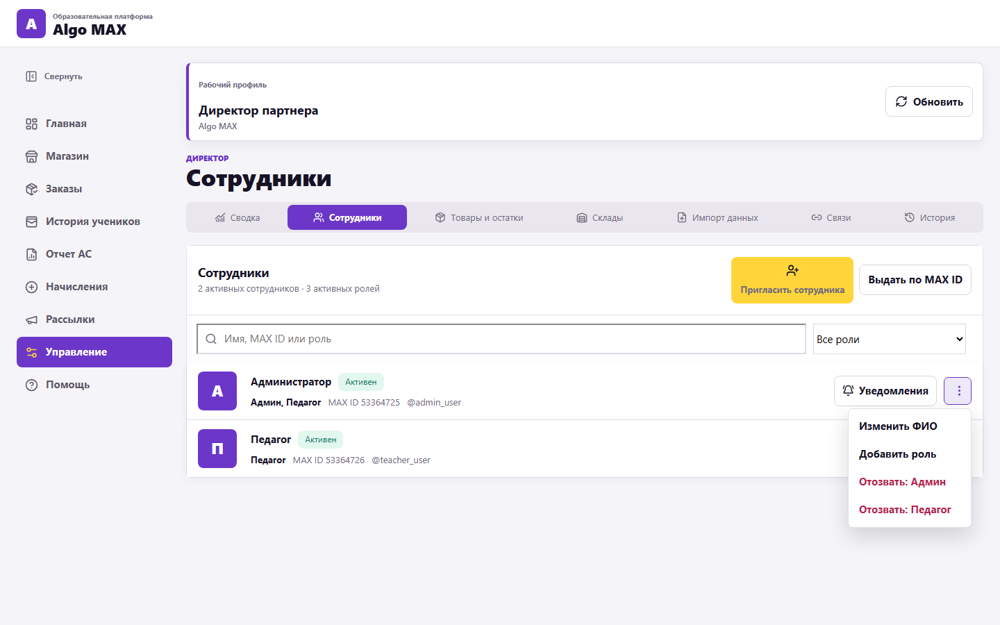 A
Образовательная платформа
Algo MAX
Свернуть
Главная
Магазин
Заказы
История учеников
Отчет АС
Начисления
Рассылки
Управление
Помощь
Рабочий профиль
Директор партнера
Algo MAX
Обновить
ДИРЕКТОР
Сотрудники
Сводка
Сотрудники
Товары и остатки
Склады
Импорт данных
Связи
История
Сотрудники
2 активных сотрудников · 3 активных ролей
Пригласить сотрудника
Выдать по MAX ID
Имя, MAX ID или роль
Все роли
А
Администратор Активен
Админ, Педагог MAX ID 53364725 @admin_user
Уведомления
П
Педагог Активен
Педагог MAX ID 53364726 @teacher_user
Изменить ФИО
Добавить роль
Отозвать: Админ
Отозвать: Педагог